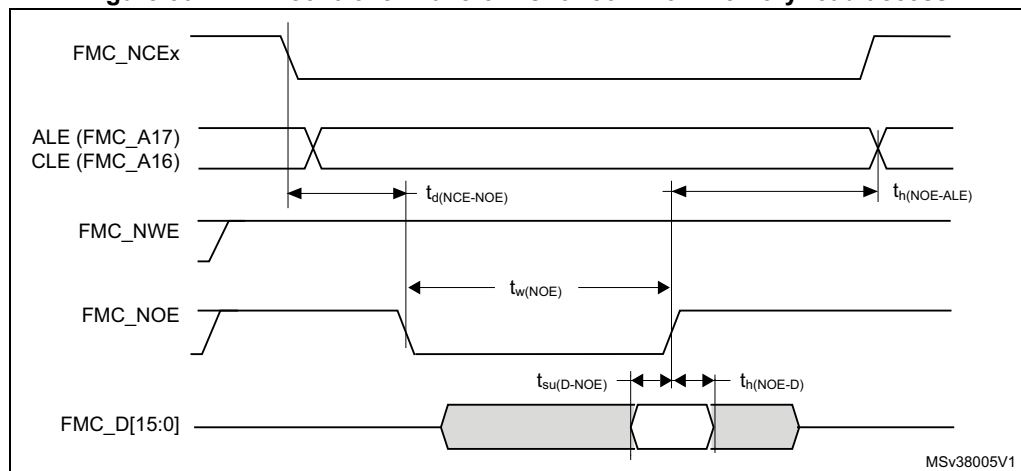 FMC_NCEx
ALE (FMC_A17)
CLE (FMC_A16)
td(NCE-NOE)
th(NOE-ALE)
FMC_NWE
tw(NOE)
FMC_NOE
tsu(D-NOE)
th(NOE-D)
FMC_D[15:0]
MSv38005V1